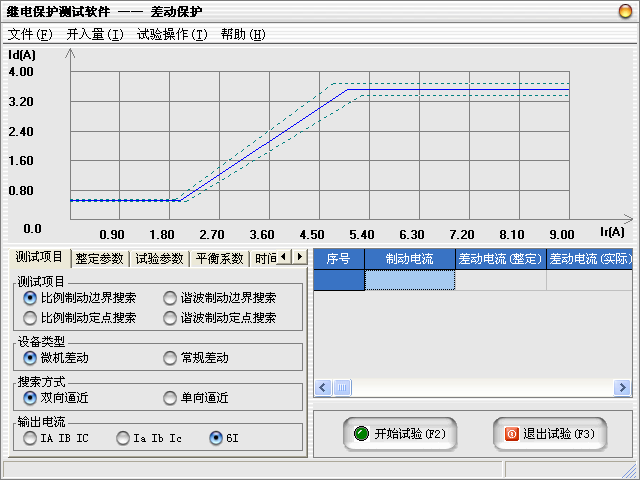 继电保护测试软件 —— 差动保护
文件(F) 开入量(I) 试验操作(T) 帮助(H)
Id(A)
4.00
3.20
2.40
1.60
0.80
0.0
0.90 1.80 2.70 3.60 4.50 5.40 6.30 7.20 8.10 9.00 Ir(A)
测试项目 整定参数 试验参数 平衡系数 时间
测试项目
比例制动边界搜索 谐波制动边界搜索
比例制动定点搜索 谐波制动定点搜索
设备类型
微机差动 常规差动
搜索方式
双向逼近 单向逼近
输出电流
IA IB IC Ia Ib Ic 6I
序号 制动电流 差动电流(整定) 差动电流(实际)
开始试验(F2) 退出试验(F3)